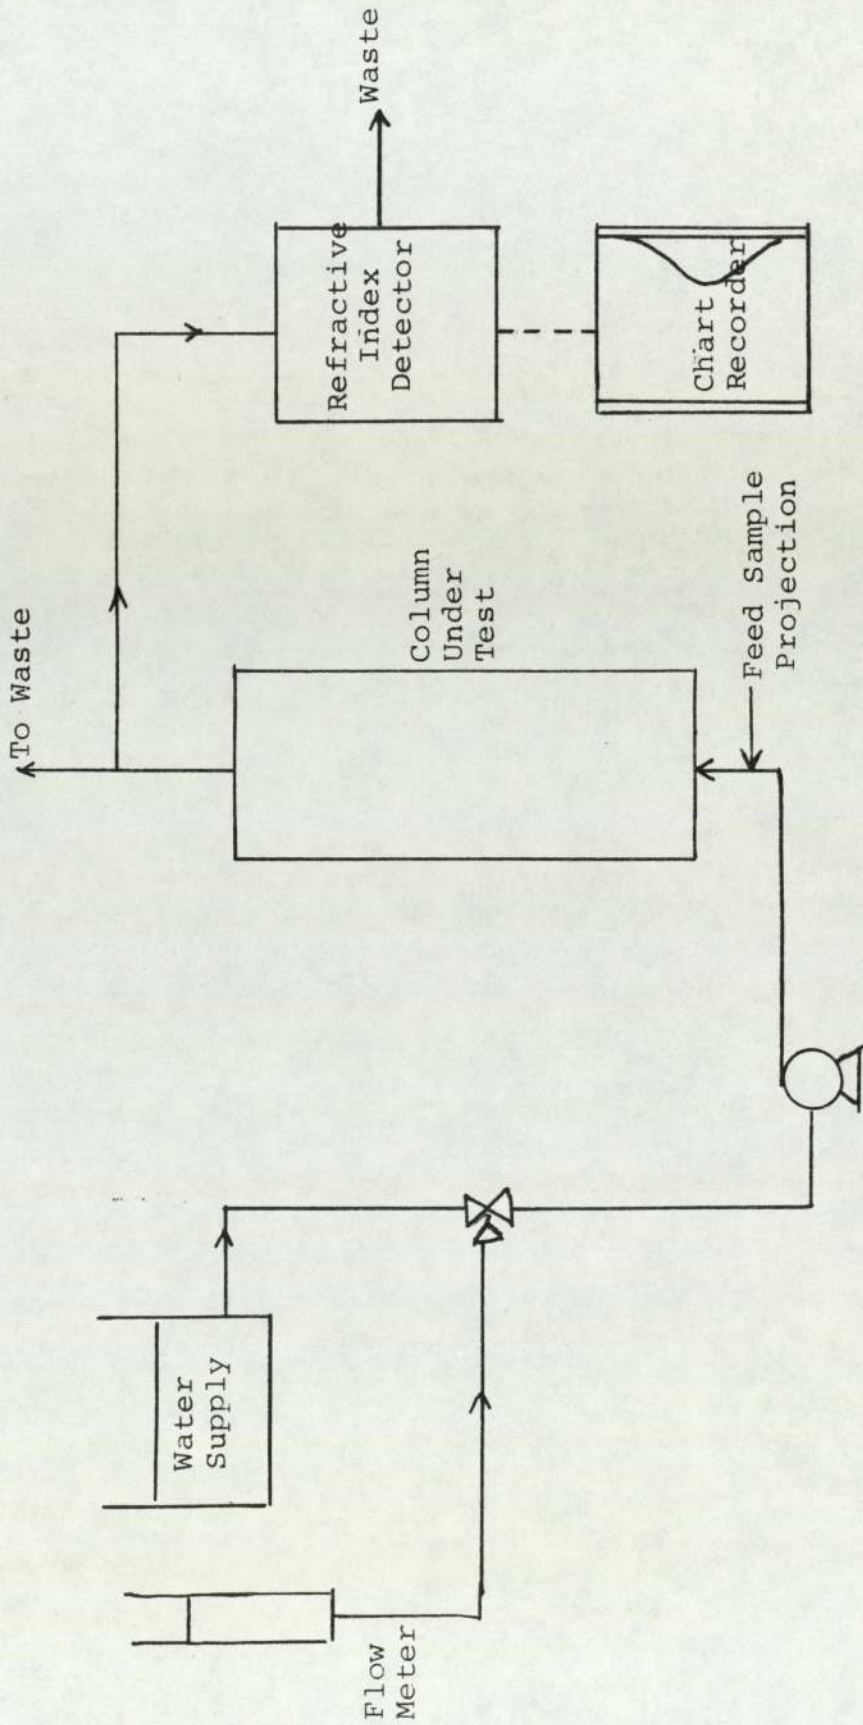 To Waste
Waste
Refractive
Index
Detector
Chart
Recorder
Column
Under
Test
Feed Sample
Projection
Water
Supply
Flow
Meter